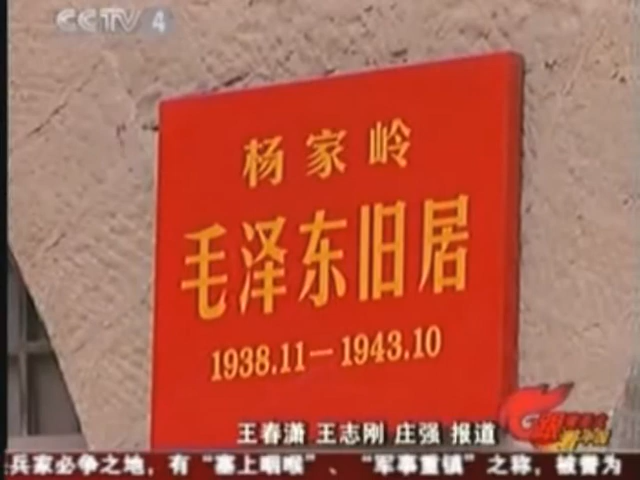 CCTV 4
杨家岭
毛泽东旧居
1938.11—1943.10
王春潇 王志刚 庄强 报道
兵家必争之地，有“塞上咽喉”、“军事重镇”之称，被誉为